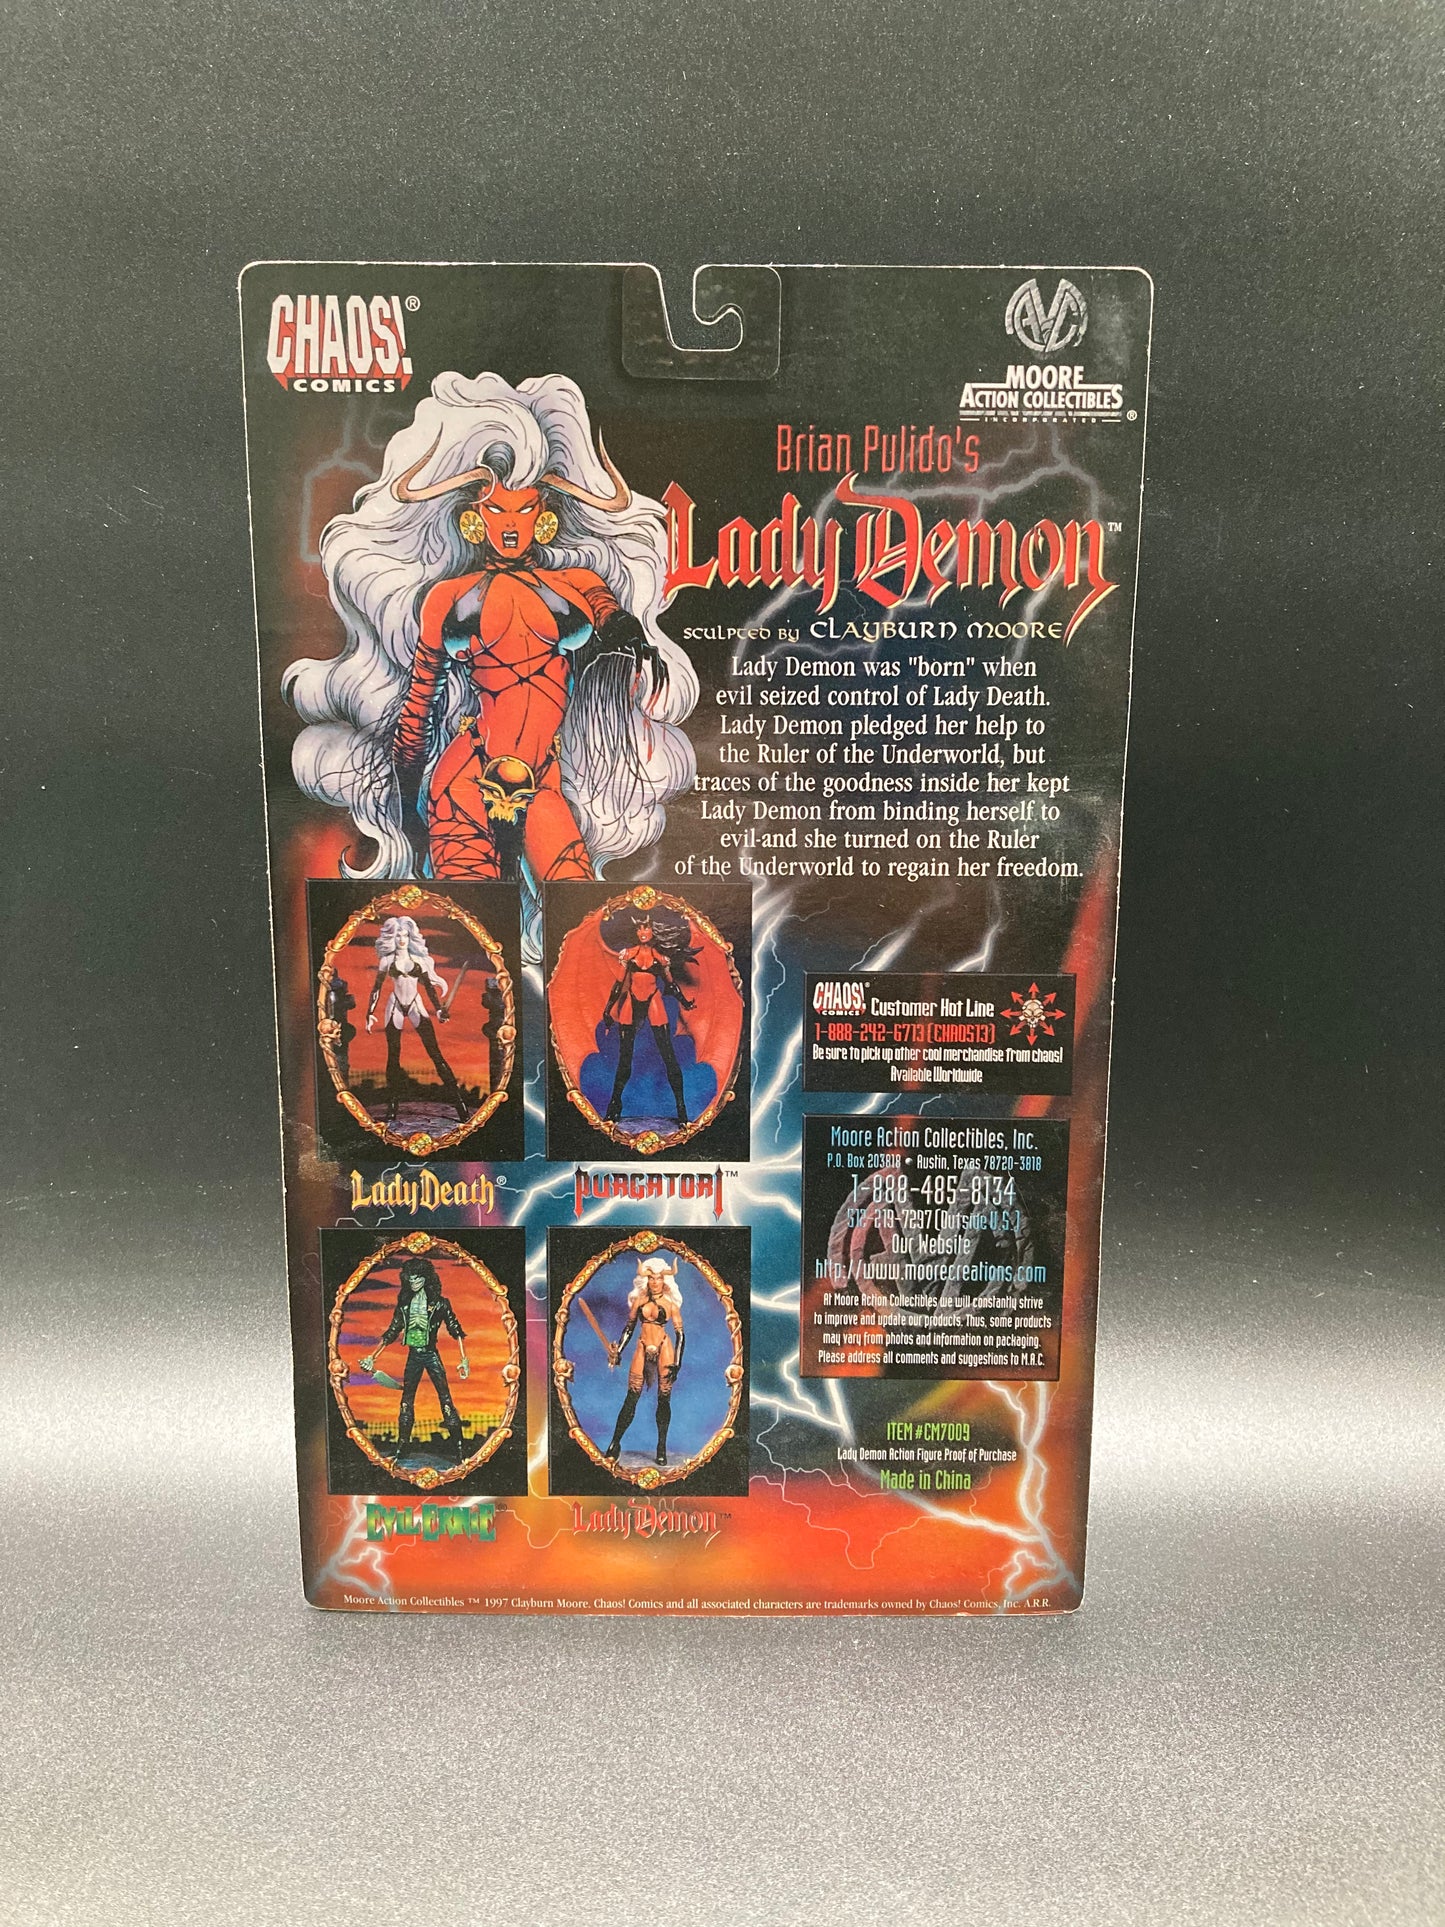 CHAOS!®
COMICS
MOORE
ACTION COLLECTIBLES
INCORPORATED ®
Brian Pulido's
Lady Demon™
SCULPTED BY CLAYBURN MOORE
Lady Demon was "born" when
evil seized control of Lady Death.
Lady Demon pledged her help to
the Ruler of the Underworld, but
traces of the goodness inside her kept
Lady Demon from binding herself to
evil-and she turned on the Ruler
of the Underworld to regain her freedom.
Lady Death®
PURGATORI™
EVIL ERNIE®
Lady Demon™
CHAOS!® COMICS Customer Hot Line
1-888-242-6713 (CHAOS13)
Be sure to pick up other cool merchandise from chaos!
Available Worldwide
Moore Action Collectibles, Inc.
P.O. Box 203818 • Austin, Texas 78720-3818
1-888-485-8134
512-219-7297 (Outside U.S.)
Our Website
http://www.moorecreations.com
At Moore Action Collectibles we will constantly strive
to improve and update our products. Thus, some products
may vary from photos and information on packaging.
Please address all comments and suggestions to M.A.C.
ITEM #CM7009
Lady Demon Action Figure Proof of Purchase
Made in China
Moore Action Collectibles ™ 1997 Clayburn Moore. Chaos! Comics and all associated characters are trademarks owned by Chaos! Comics, Inc. A.R.R.